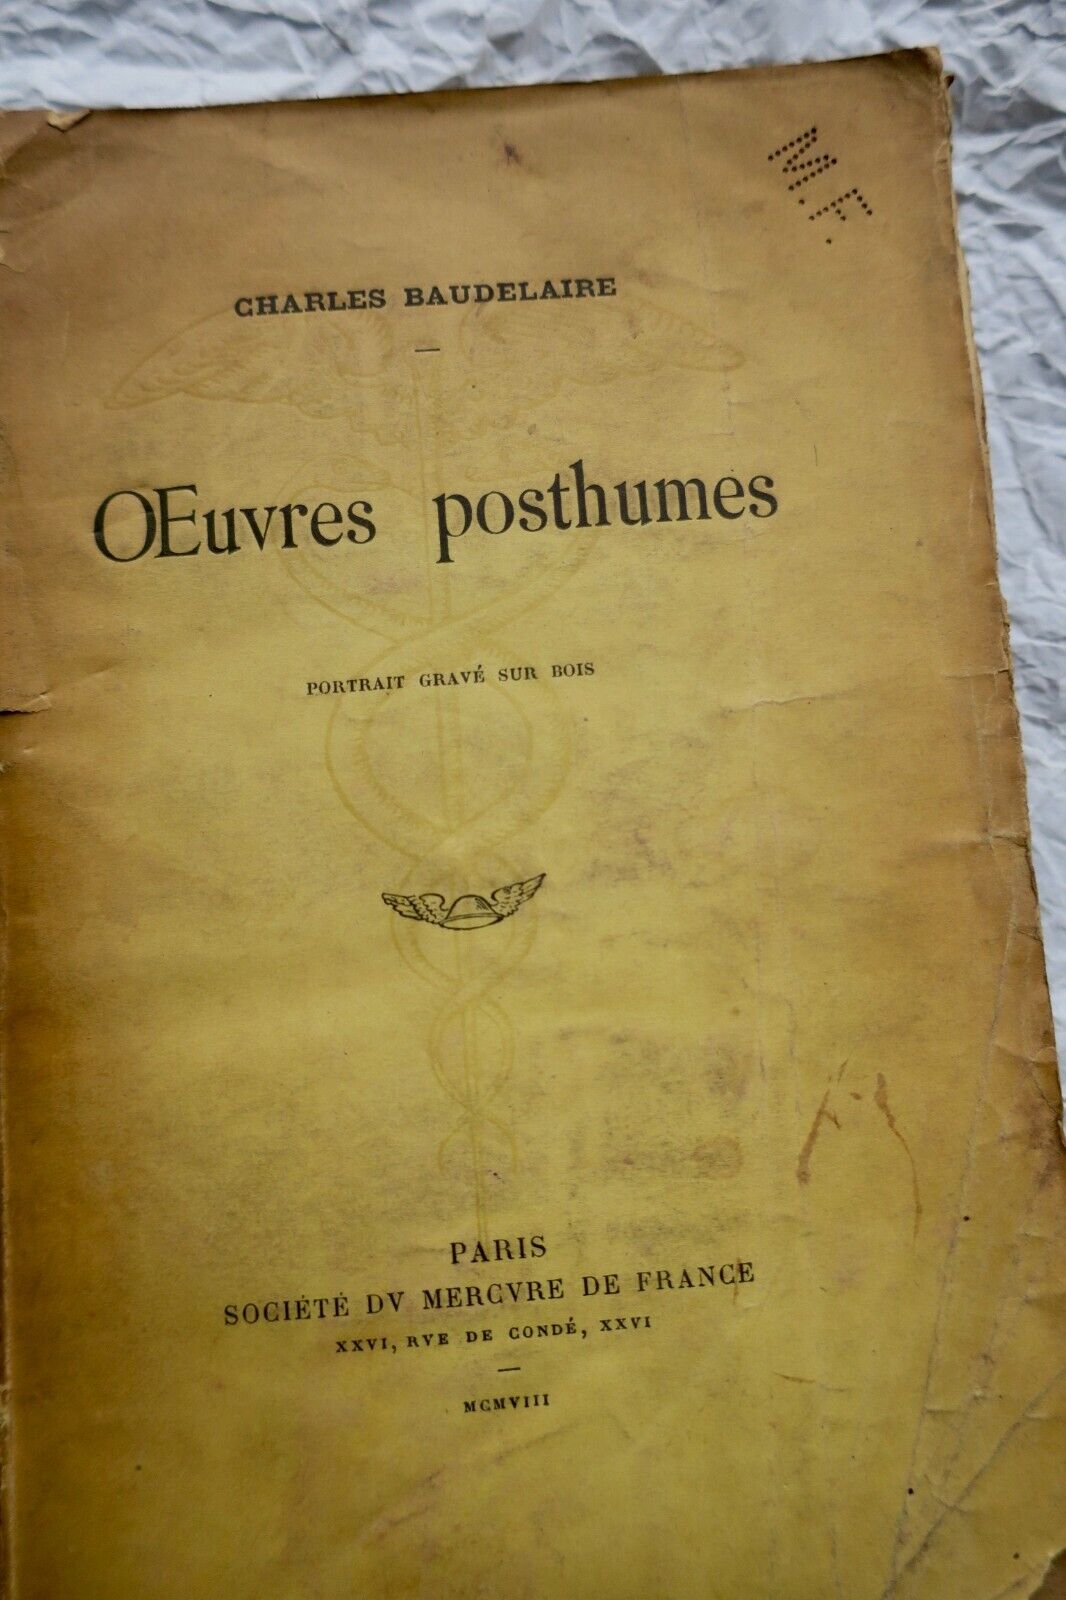 M.F.
CHARLES BAUDELAIRE
Œuvres posthumes
PORTRAIT GRAVÉ SUR BOIS
PARIS
SOCIÉTÉ DV MERCVRE DE FRANCE
XXVI, RVE DE CONDÉ, XXVI
MCMVIII